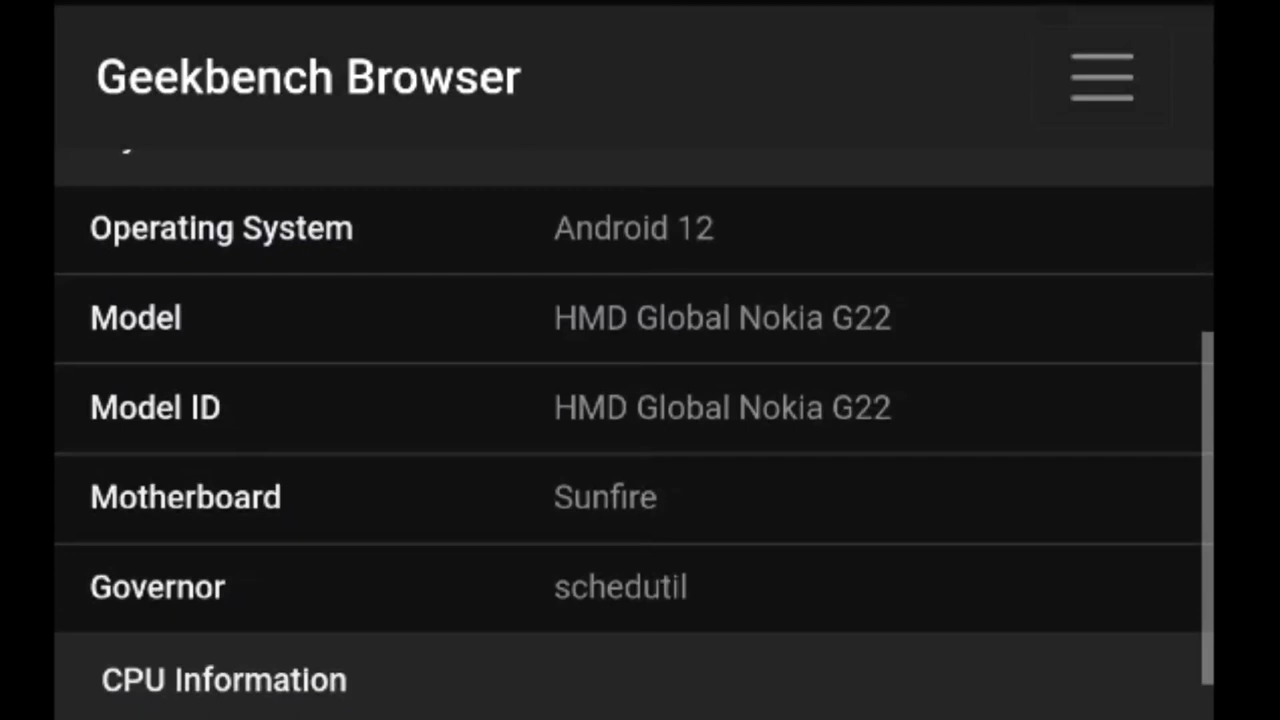 Geekbench Browser
Operating System Android 12
Model HMD Global Nokia G22
Model ID HMD Global Nokia G22
Motherboard Sunfire
Governor schedutil
CPU Information